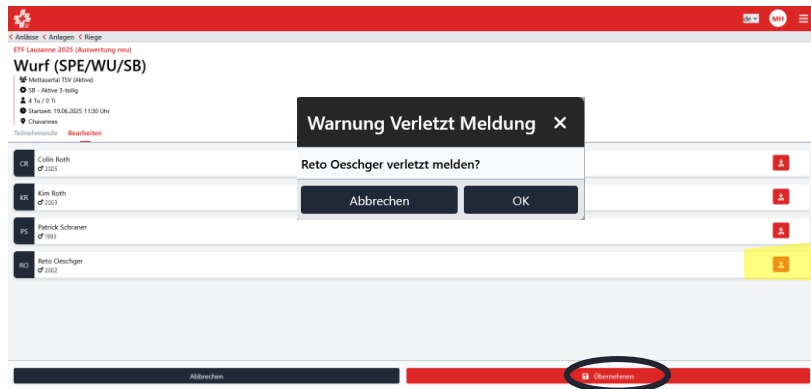 de
MH
< Anlässe < Anlagen < Riege
ETF Lausanne 2025 (Auswertung neu)
Wurf (SPE/WU/SB)
Mettauertal TSV (Aktive)
SB - Aktive 3-teilig
4 Tu / 0 Ti
Startzeit: 19.06.2025 11:30 Uhr
Chavannes
Teilnehmende Bearbeiten
Warnung Verletzt Meldung ×
Reto Oeschger verletzt melden?
Abbrechen OK
CR Colin Roth
♂ 2005
KR Kim Roth
♂ 2003
PS Patrick Schraner
♂ 1993
RO Reto Oeschger
♂ 2002
Abbrechen Übernehmen